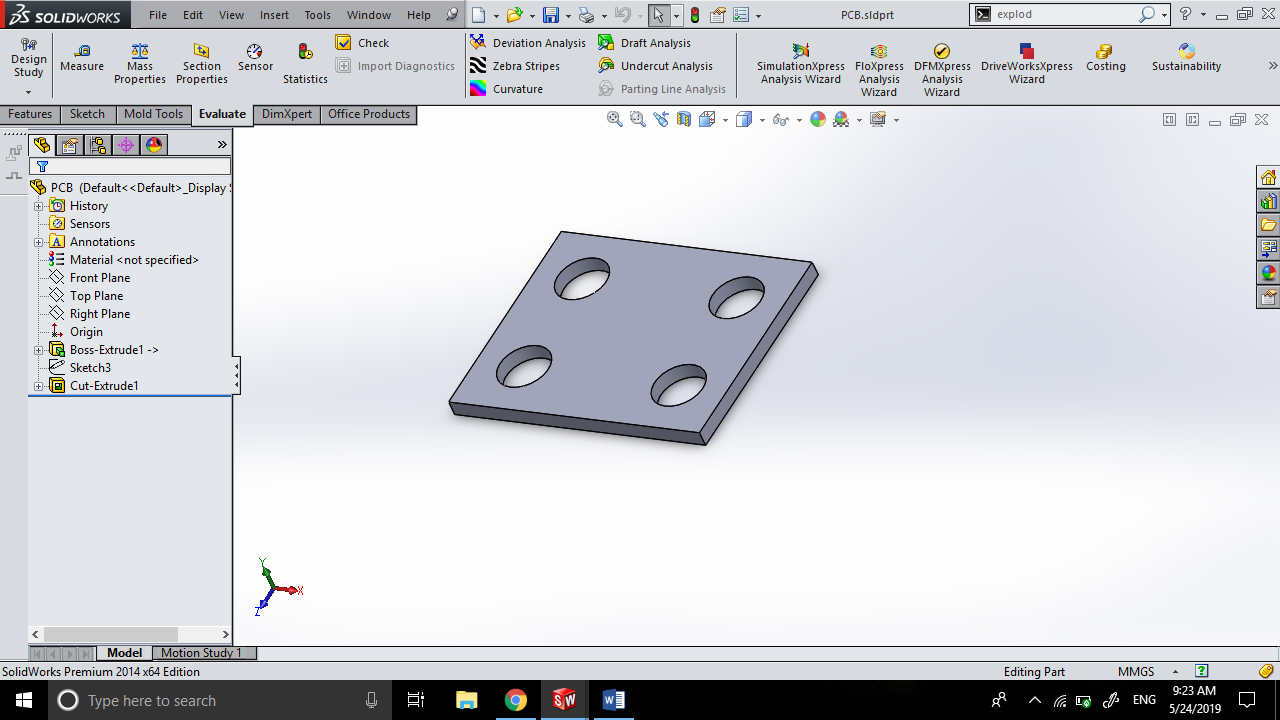 SOLIDWORKS File Edit View Insert Tools Window Help PCB.sldprt explod
Design Study
Measure
Mass Properties
Section Properties
Sensor
Statistics
Check
Import Diagnostics
Deviation Analysis
Zebra Stripes
Curvature
Draft Analysis
Undercut Analysis
Parting Line Analysis
SimulationXpress Analysis Wizard
FloXpress Analysis Wizard
DFMXpress Analysis Wizard
DriveWorksXpress Wizard
Costing
Sustainability
Features Sketch Mold Tools Evaluate DimXpert Office Products
PCB (Default<<Default>_Display
History
Sensors
A Annotations
Material <not specified>
Front Plane
Top Plane
Right Plane
Origin
Boss-Extrude1 ->
Sketch3
Cut-Extrude1
Y
X
Z
Model Motion Study 1
SolidWorks Premium 2014 x64 Edition Editing Part MMGS
Type here to search
SW
W
ENG
9:23 AM
5/24/2019